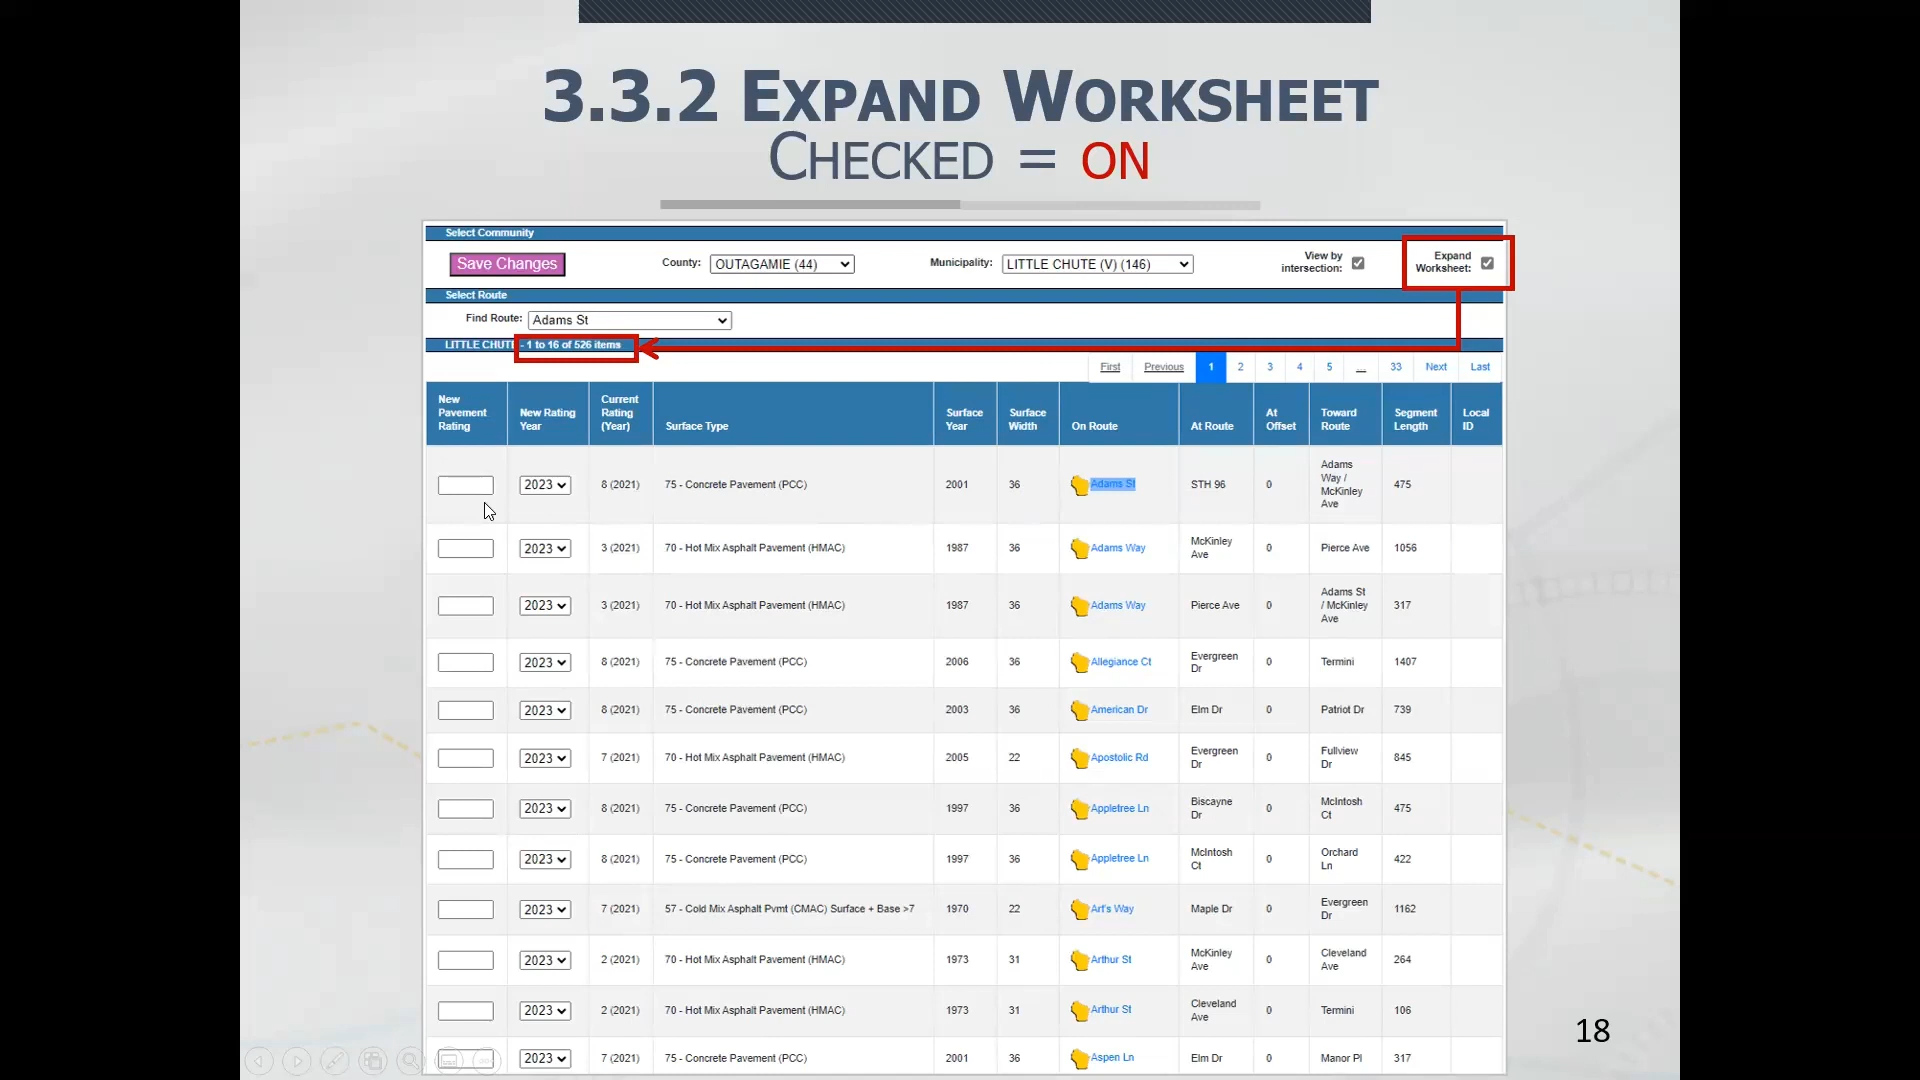 3.3.2 EXPAND WORKSHEET
CHECKED = ON
Select Community
Save Changes County: OUTAGAMIE (44) Municipality: LITTLE CHUTE (V) (146) View by intersection: Expand Worksheet:
Select Route
Find Route: Adams St
LITTLE CHUTE - 1 to 16 of 526 items
First Previous 1 2 3 4 5 ... 33 Next Last
New Pavement Rating New Rating Year Current Rating (Year) Surface Type Surface Year Surface Width On Route At Route At Offset Toward Route Segment Length Local ID
2023 8 (2021) 75 - Concrete Pavement (PCC) 2001 36 Adams St STH 96 0 Adams Way / McKinley Ave 475
2023 3 (2021) 70 - Hot Mix Asphalt Pavement (HMAC) 1987 36 Adams Way McKinley Ave 0 Pierce Ave 1056
2023 3 (2021) 70 - Hot Mix Asphalt Pavement (HMAC) 1987 36 Adams Way Pierce Ave 0 Adams St / McKinley Ave 317
2023 8 (2021) 75 - Concrete Pavement (PCC) 2006 36 Allegiance Ct Evergreen Dr 0 Termini 1407
2023 8 (2021) 75 - Concrete Pavement (PCC) 2003 36 American Dr Elm Dr 0 Patriot Dr 739
2023 7 (2021) 70 - Hot Mix Asphalt Pavement (HMAC) 2005 22 Apostolic Rd Evergreen Dr 0 Fullview Dr 845
2023 8 (2021) 75 - Concrete Pavement (PCC) 1997 36 Appletree Ln Biscayne Dr 0 McIntosh Ct 475
2023 8 (2021) 75 - Concrete Pavement (PCC) 1997 36 Appletree Ln McIntosh Ct 0 Orchard Ln 422
2023 7 (2021) 57 - Cold Mix Asphalt Pvmt (CMAC) Surface + Base >7 1970 22 Art's Way Maple Dr 0 Evergreen Dr 1162
2023 2 (2021) 70 - Hot Mix Asphalt Pavement (HMAC) 1973 31 Arthur St McKinley Ave 0 Cleveland Ave 264
2023 2 (2021) 70 - Hot Mix Asphalt Pavement (HMAC) 1973 31 Arthur St Cleveland Ave 0 Termini 106
2023 7 (2021) 75 - Concrete Pavement (PCC) 2001 36 Aspen Ln Elm Dr 0 Manor Pl 317
18